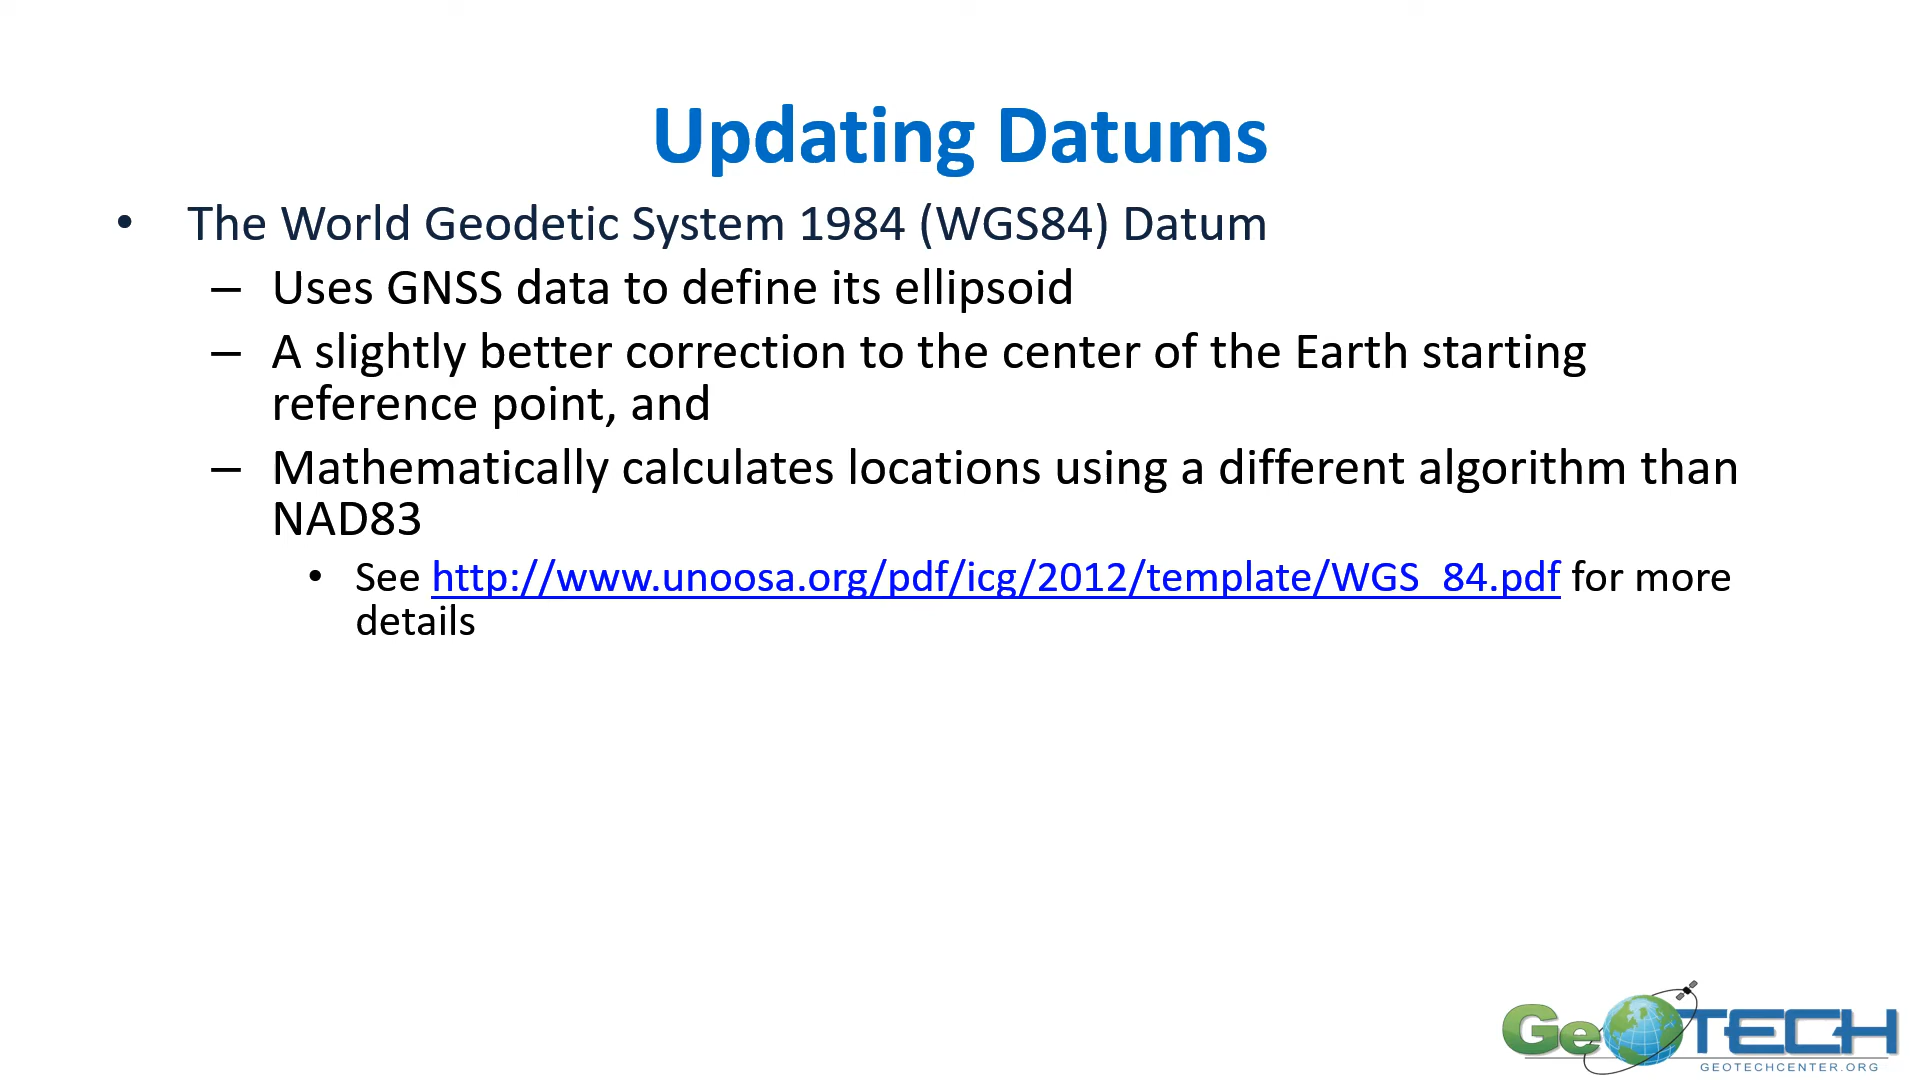 Updating Datums
• The World Geodetic System 1984 (WGS84) Datum
– Uses GNSS data to define its ellipsoid
– A slightly better correction to the center of the Earth starting
reference point, and
– Mathematically calculates locations using a different algorithm than
NAD83
• See http://www.unoosa.org/pdf/icg/2012/template/WGS_84.pdf for more
details
GeoTECH
GEOTECHCENTER.ORG